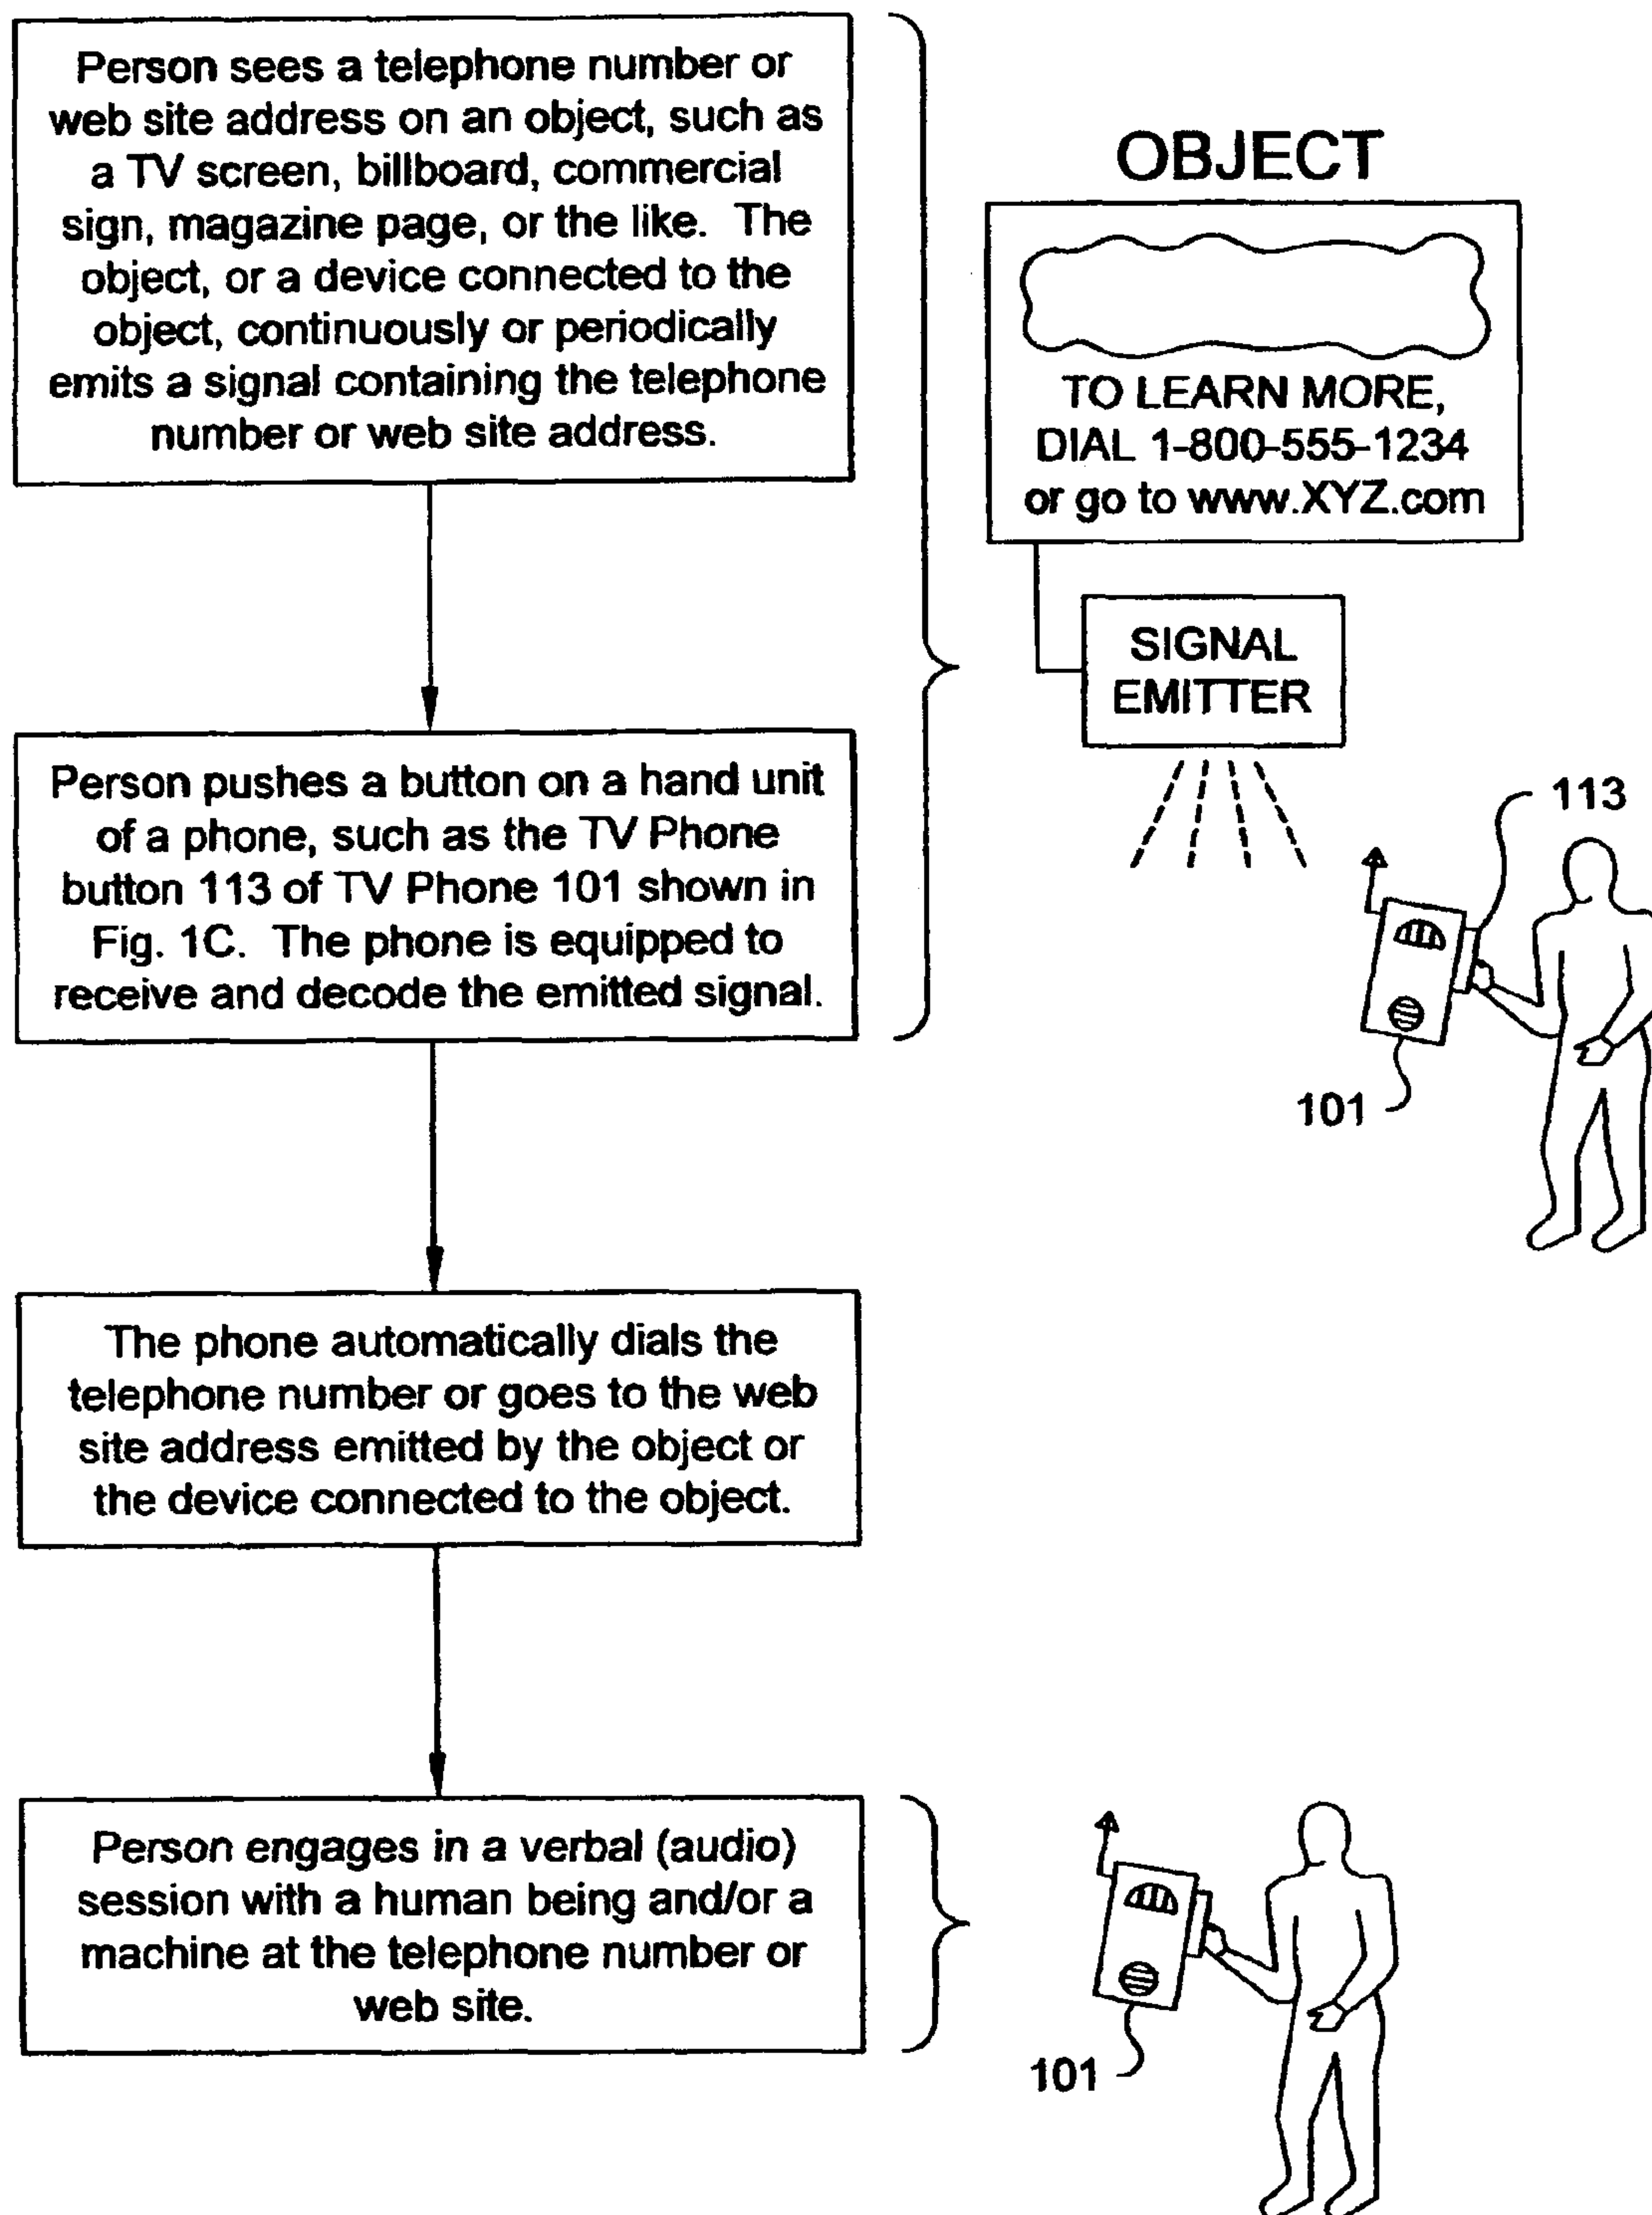 Person sees a telephone number or
web site address on an object, such as
a TV screen, billboard, commercial
sign, magazine page, or the like. The
object, or a device connected to the
object, continuously or periodically
emits a signal containing the telephone
number or web site address.
OBJECT
TO LEARN MORE,
DIAL 1-800-555-1234
or go to www.XYZ.com
SIGNAL
EMITTER
Person pushes a button on a hand unit
of a phone, such as the TV Phone
button 113 of TV Phone 101 shown in
Fig. 1C. The phone is equipped to
receive and decode the emitted signal.
113
101
The phone automatically dials the
telephone number or goes to the web
site address emitted by the object or
the device connected to the object.
Person engages in a verbal (audio)
session with a human being and/or a
machine at the telephone number or
web site.
101